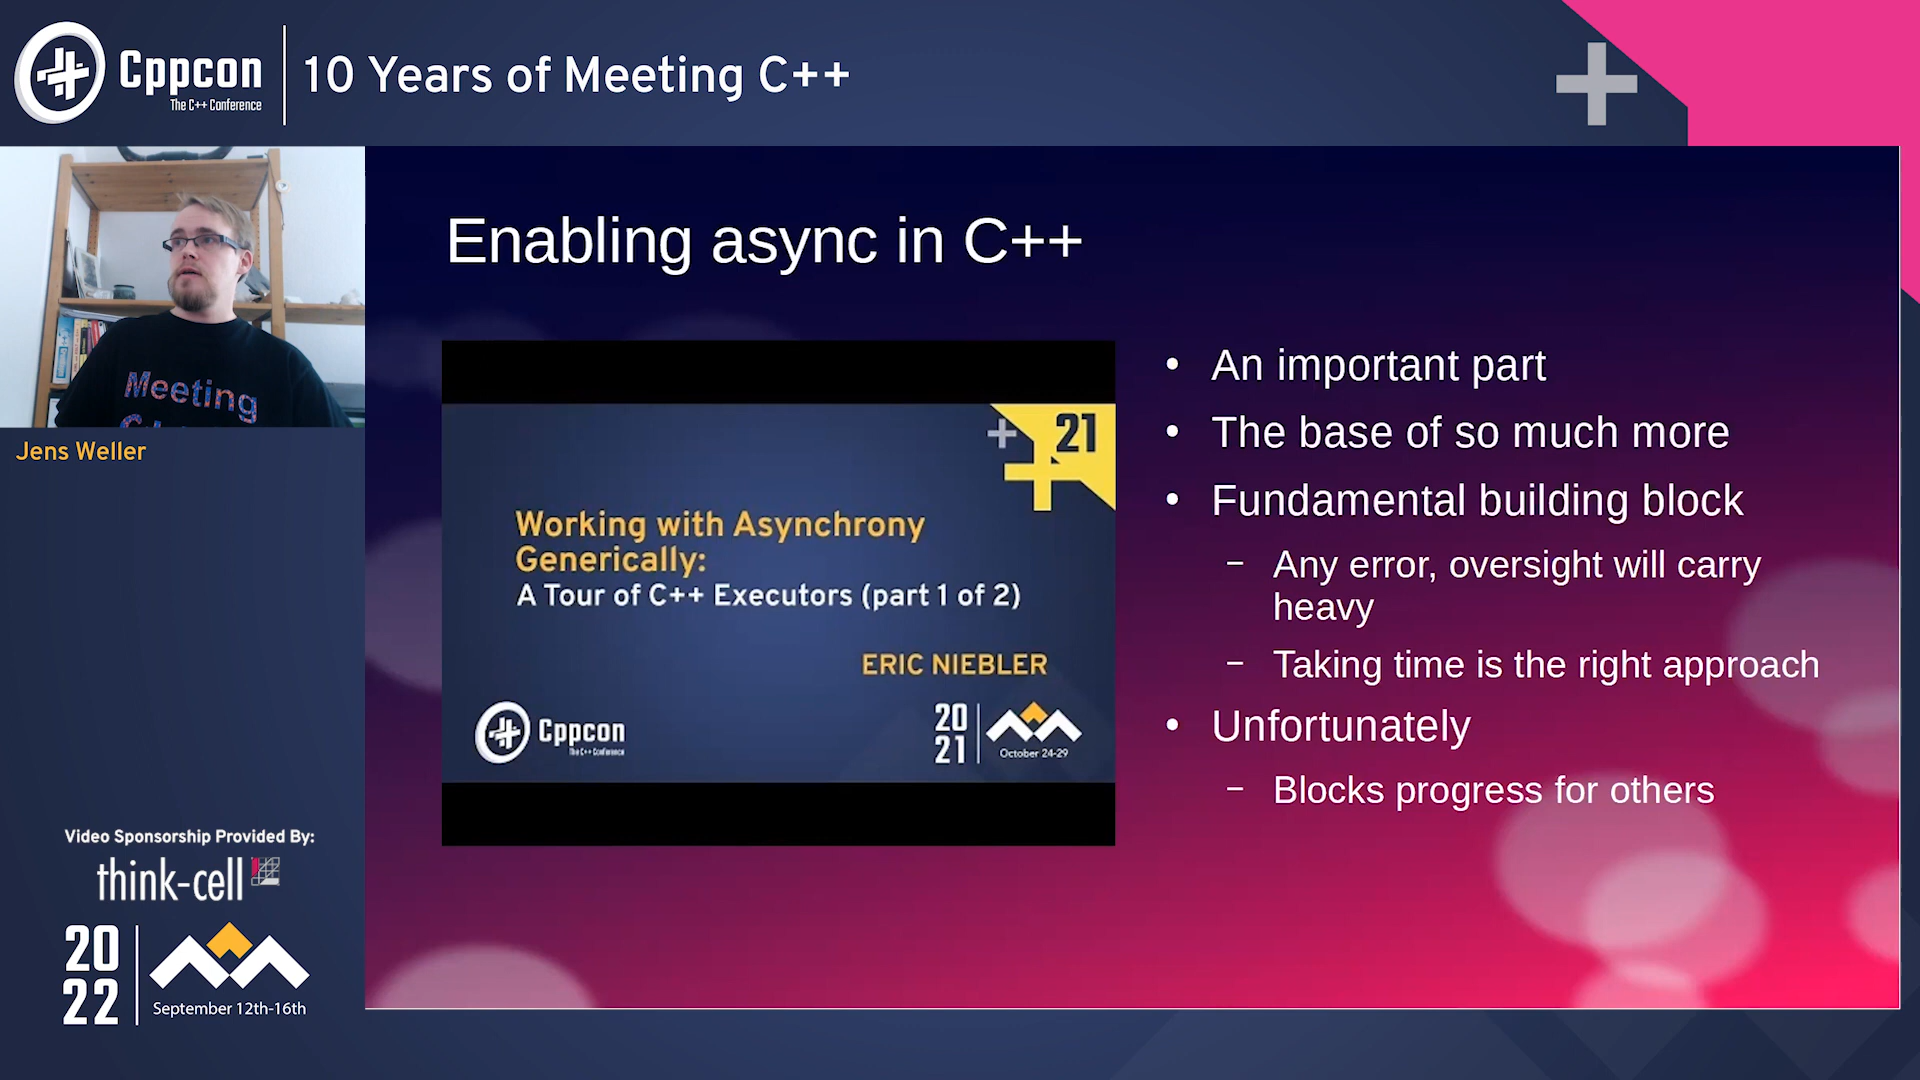 Cppcon
The C++ Conference
10 Years of Meeting C++
Meeting
Jens Weller
Enabling async in C++
21
Working with Asynchrony
Generically:
A Tour of C++ Executors (part 1 of 2)
ERIC NIEBLER
Cppcon
The C++ Conference
20
21
October 24-29
• An important part
• The base of so much more
• Fundamental building block
– Any error, oversight will carry
heavy
– Taking time is the right approach
• Unfortunately
– Blocks progress for others
Video Sponsorship Provided By:
think-cell
20
22
September 12th-16th